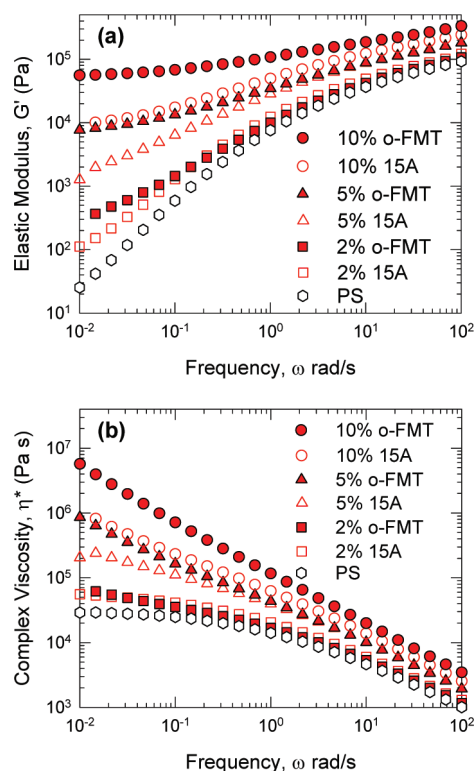 (a)
Elastic Modulus, G' (Pa)
10⁵
10⁴
10³
10²
10¹
10% o-FMT
10% 15A
5% o-FMT
5% 15A
2% o-FMT
2% 15A
PS
10⁻² 10⁻¹ 10⁰ 10¹ 10²
Frequency, ω rad/s
(b)
Complex Viscosity, η* (Pa s)
10⁷
10⁶
10⁵
10⁴
10³
10% o-FMT
10% 15A
5% o-FMT
5% 15A
2% o-FMT
2% 15A
PS
10⁻² 10⁻¹ 10⁰ 10¹ 10²
Frequency, ω rad/s